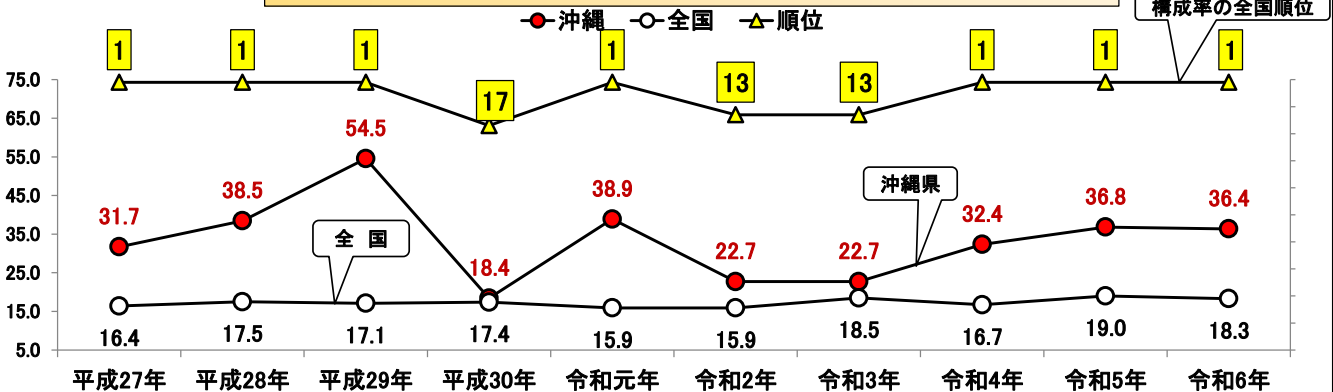 構成率の全国順位
沖縄 全国 順位
1 1 1 17 1 13 13 1 1 1
75.0
65.0
55.0
45.0
35.0
25.0
15.0
5.0
31.7 38.5 54.5 18.4 38.9 22.7 22.7 32.4 36.8 36.4
全 国
沖縄県
16.4 17.5 17.1 17.4 15.9 15.9 18.5 16.7 19.0 18.3
平成27年 平成28年 平成29年 平成30年 令和元年 令和2年 令和3年 令和4年 令和5年 令和6年